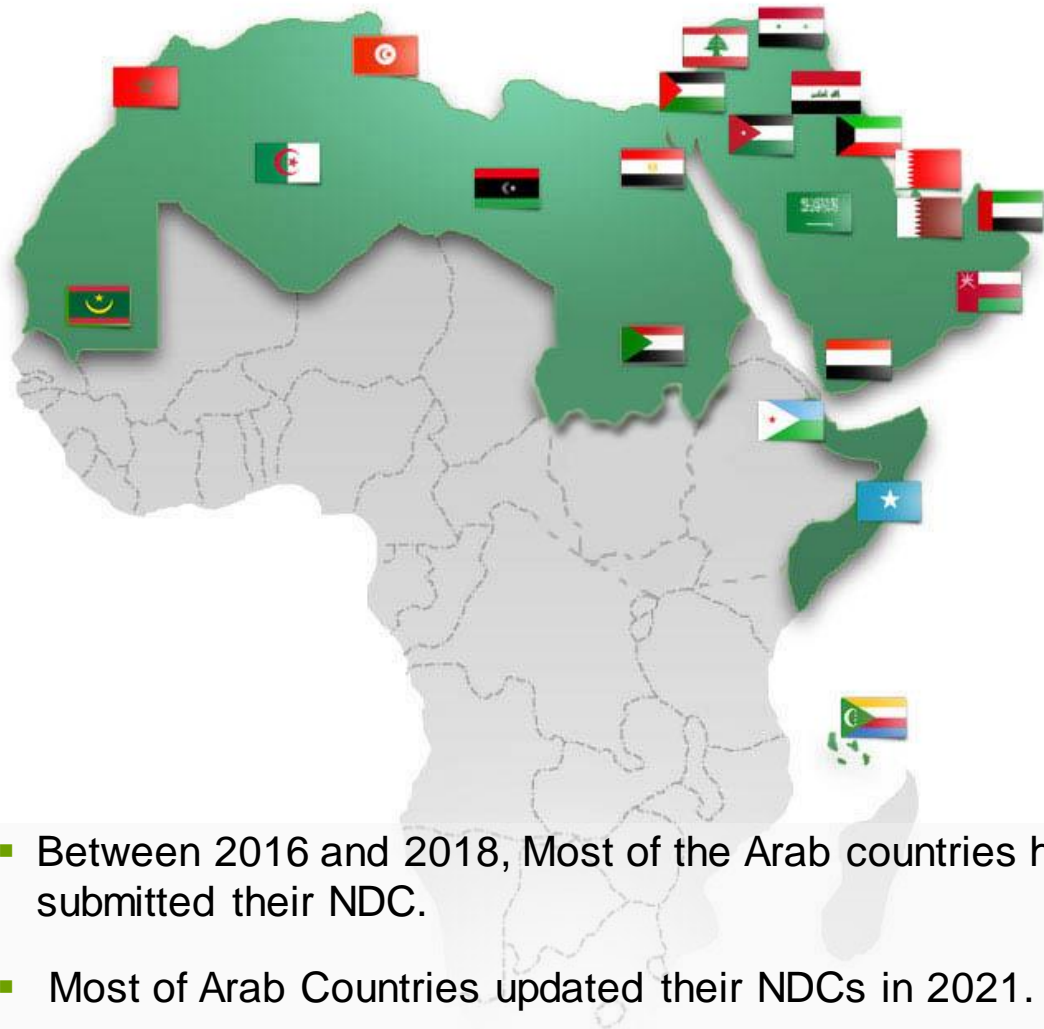 Between 2016 and 2018, Most of the Arab countries h
submitted their NDC.
Most of Arab Countries updated their NDCs in 2021.